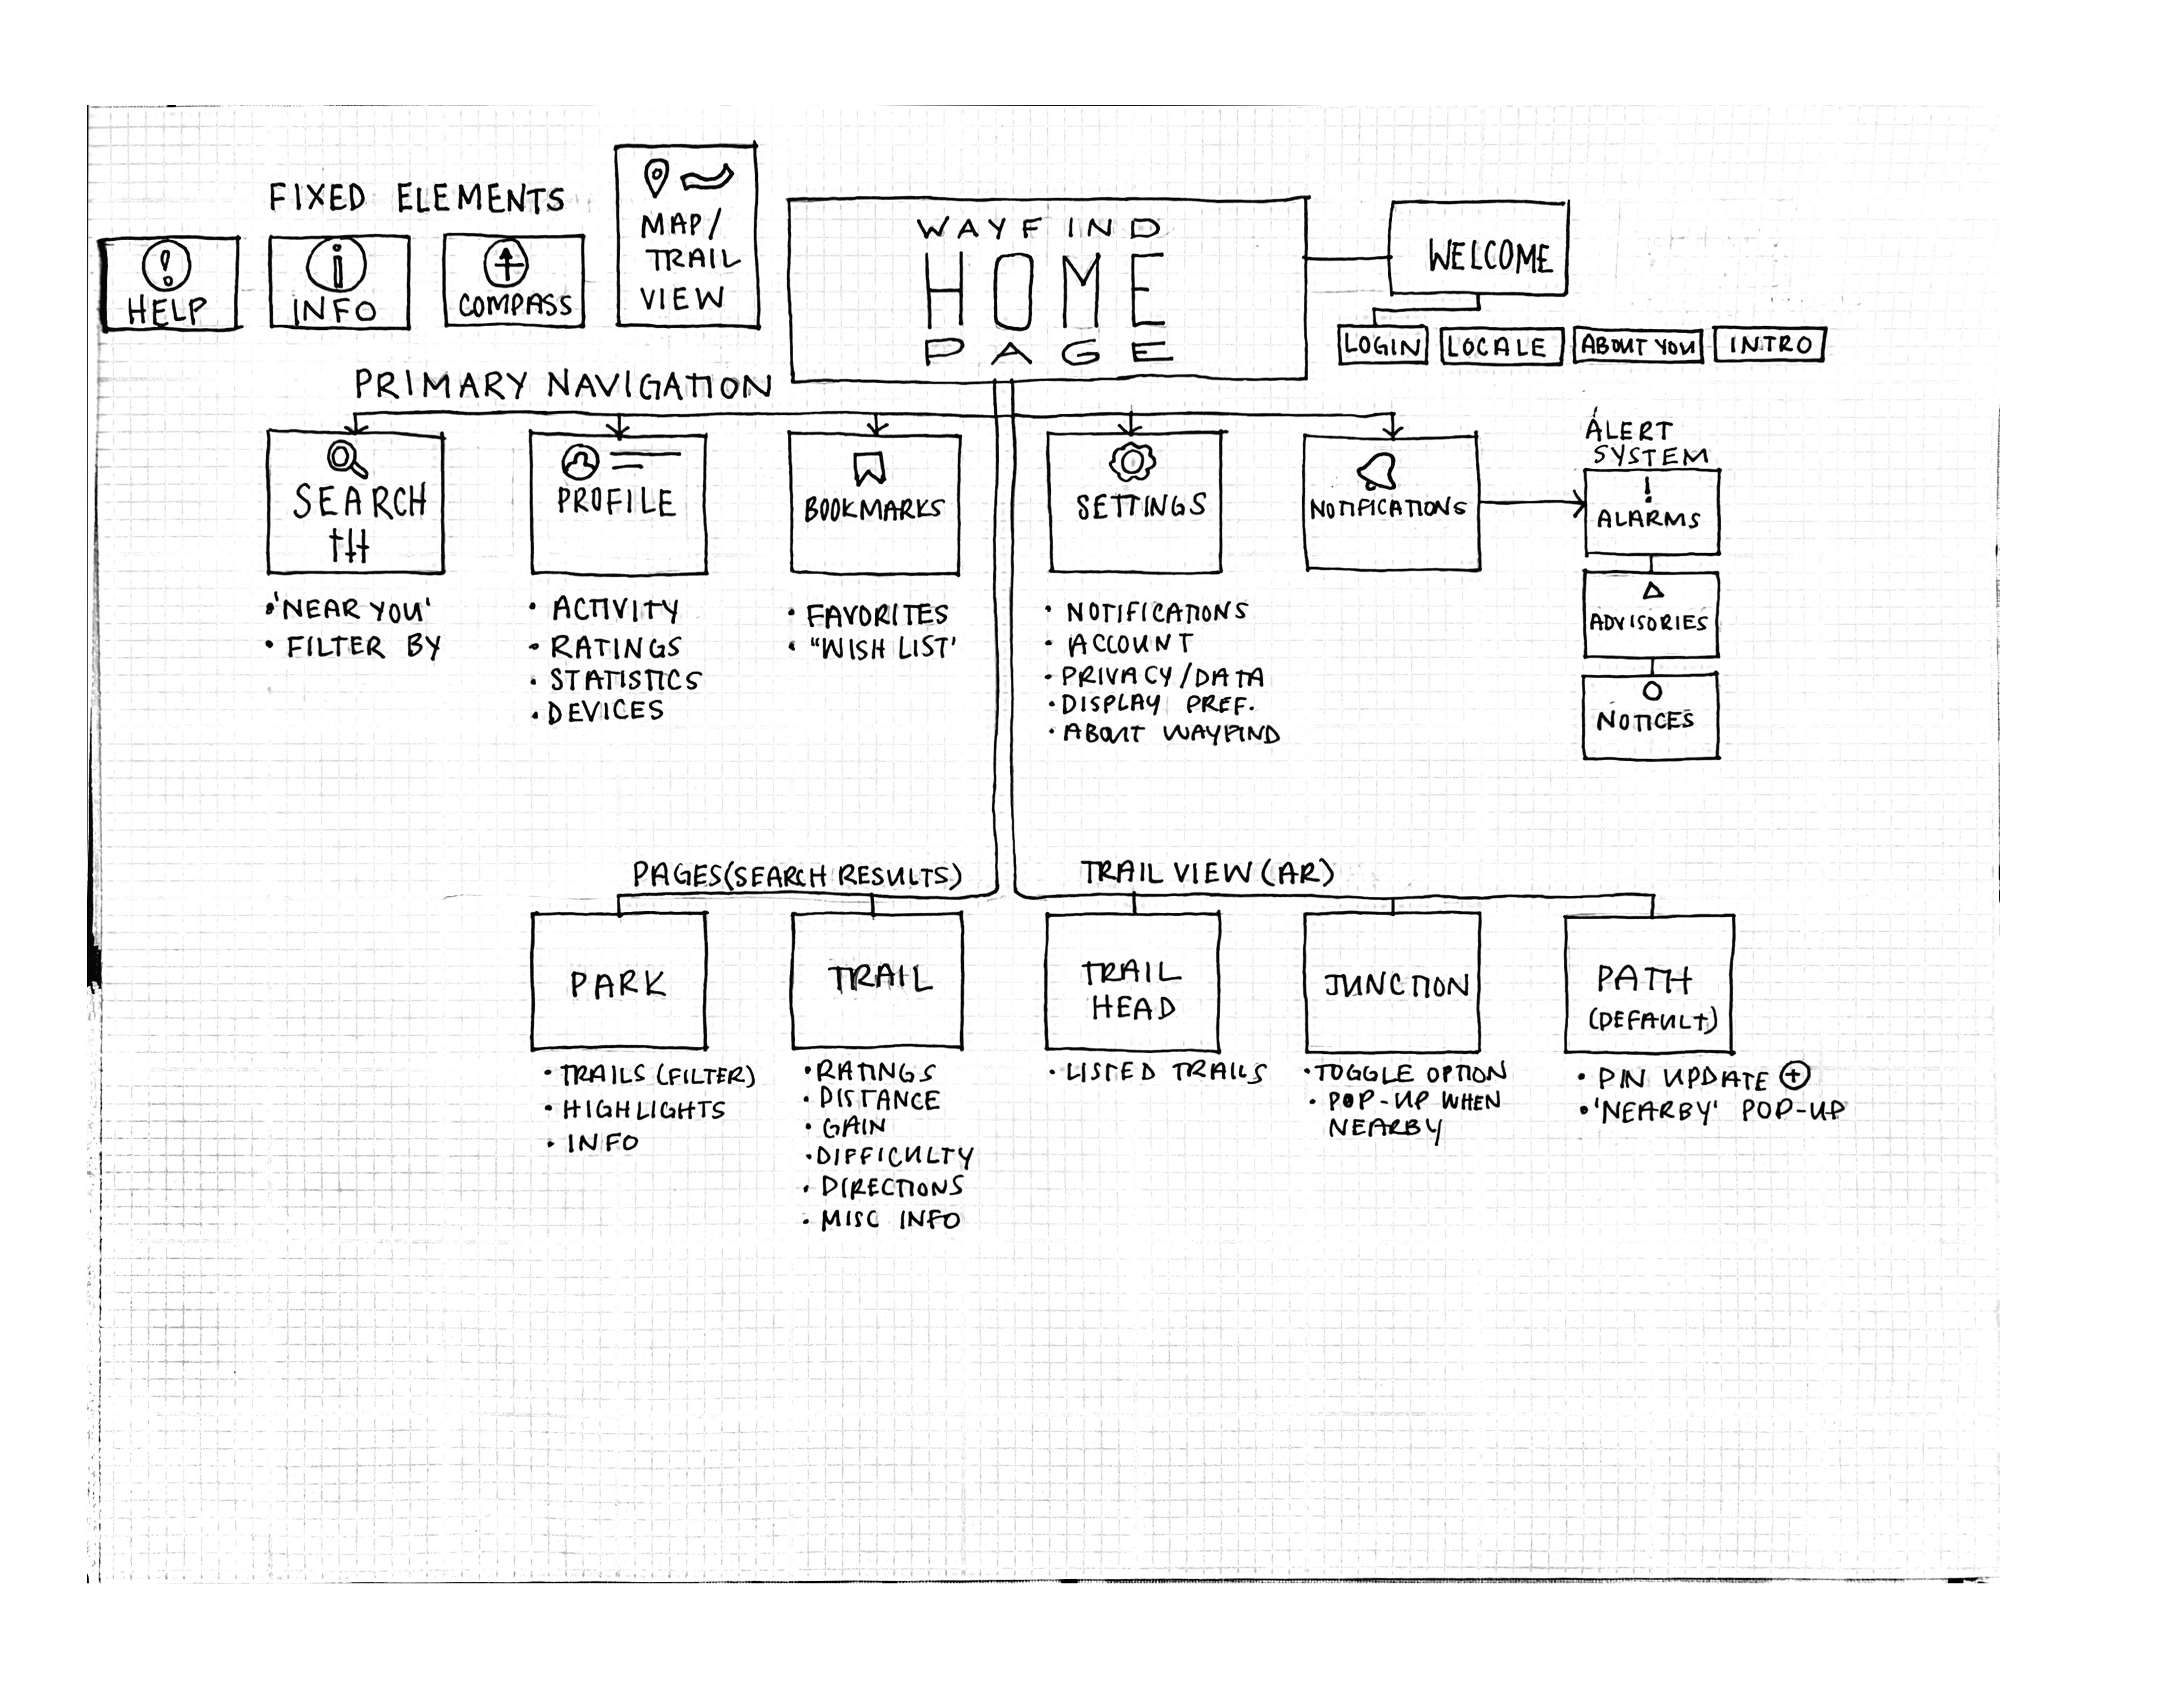 FIXED ELEMENTS
HELP
INFO
COMPASS
MAP/
TRAIL
VIEW
WAYFIND
HOME
PAGE
WELCOME
LOGIN
LOCALE
ABOUT YOU
INTRO
PRIMARY NAVIGATION
SEARCH
• 'NEAR YOU'
• FILTER BY
PROFILE
• ACTIVITY
• RATINGS
• STATISTICS
• DEVICES
BOOKMARKS
• FAVORITES
• "WISH LIST'
SETTINGS
• NOTIFICATIONS
• ACCOUNT
• PRIVACY/DATA
• DISPLAY PREF.
• ABOUT WAYFIND
NOTIFICATIONS
ALERT
SYSTEM
!
ALARMS
ADVISORIES
NOTICES
PAGES(SEARCH RESULTS)
PARK
• TRAILS (FILTER)
• HIGHLIGHTS
• INFO
TRAIL
• RATINGS
• DISTANCE
• GAIN
• DIFFICULTY
• DIRECTIONS
• MISC INFO
TRAIL VIEW (AR)
TRAIL
HEAD
• LISTED TRAILS
JUNCTION
• TOGGLE OPTION
• POP-UP WHEN
NEARBY
PATH
(DEFAULT)
• PIN UPDATE ⊕
• 'NEARBY' POP-UP